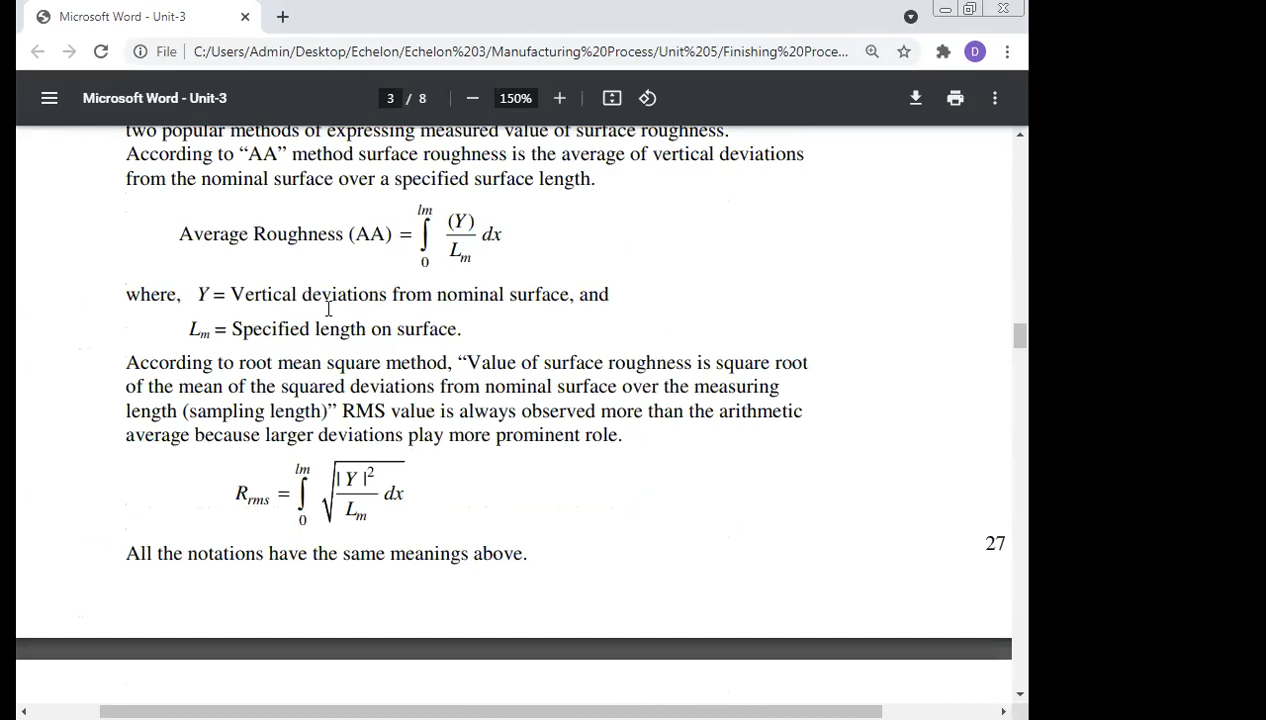 Microsoft Word - Unit-3
File C:/Users/Admin/Desktop/Echelon/Echelon%203/Manufacturing%20Process/Unit%205/Finishing%20Proce... D
Microsoft Word - Unit-3 3 / 8 — 150% +
two popular methods of expressing measured value of surface roughness.
According to “AA” method surface roughness is the average of vertical deviations
from the nominal surface over a specified surface length.
Average Roughness (AA) = ∫₀ˡᵐ (Y)/Lₘ dx
where, Y = Vertical deviations from nominal surface, and
Lₘ = Specified length on surface.
According to root mean square method, “Value of surface roughness is square root
of the mean of the squared deviations from nominal surface over the measuring
length (sampling length)” RMS value is always observed more than the arithmetic
average because larger deviations play more prominent role.
Rᵣₘₛ = ∫₀ˡᵐ √(| Y |²/Lₘ dx)
All the notations have the same meanings above.
27